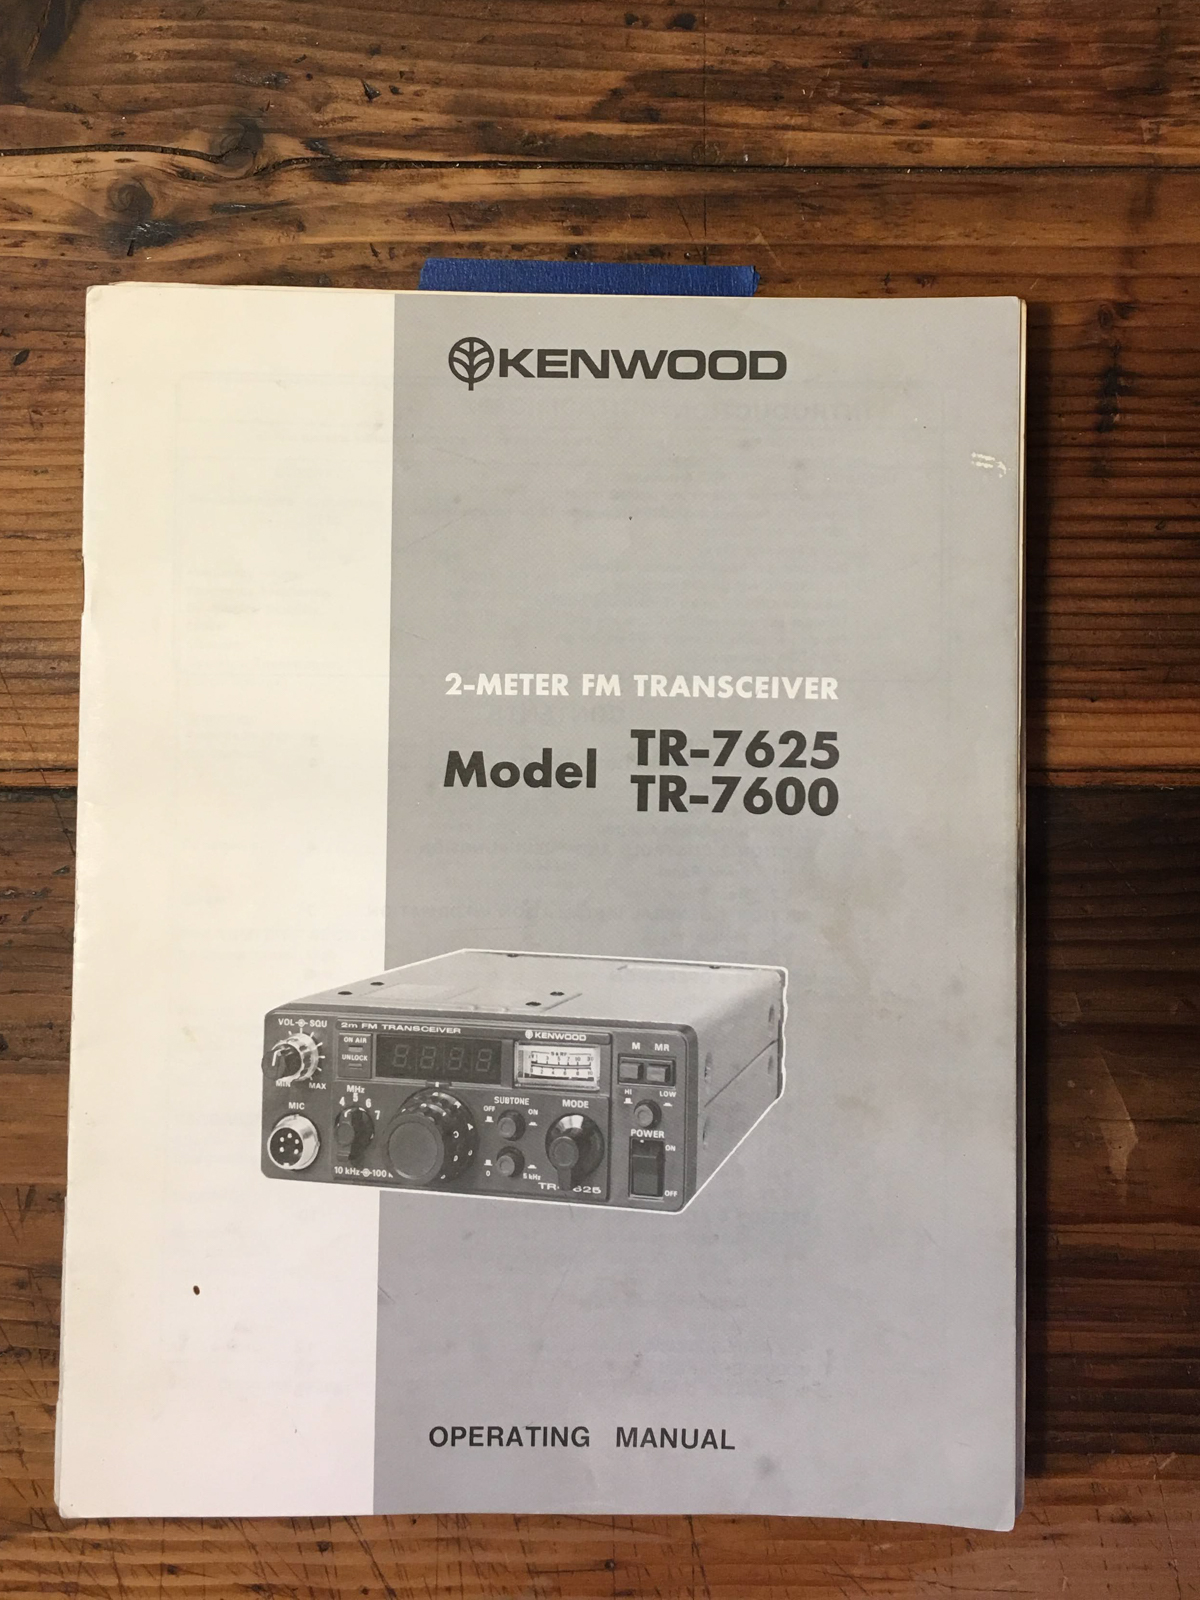 KENWOOD
2-METER FM TRANSCEIVER
Model TR-7625
TR-7600
VOL SQU
MIN MAX
MIC
2m FM TRANSCEIVER
KENWOOD
ON AIR
UNLOCK
MHz
4 5 6 7
10 kHz 100
SUBTONE
OFF ON
0 5 kHz
MODE
M MR
HI LOW
POWER
ON
OFF
OPERATING MANUAL